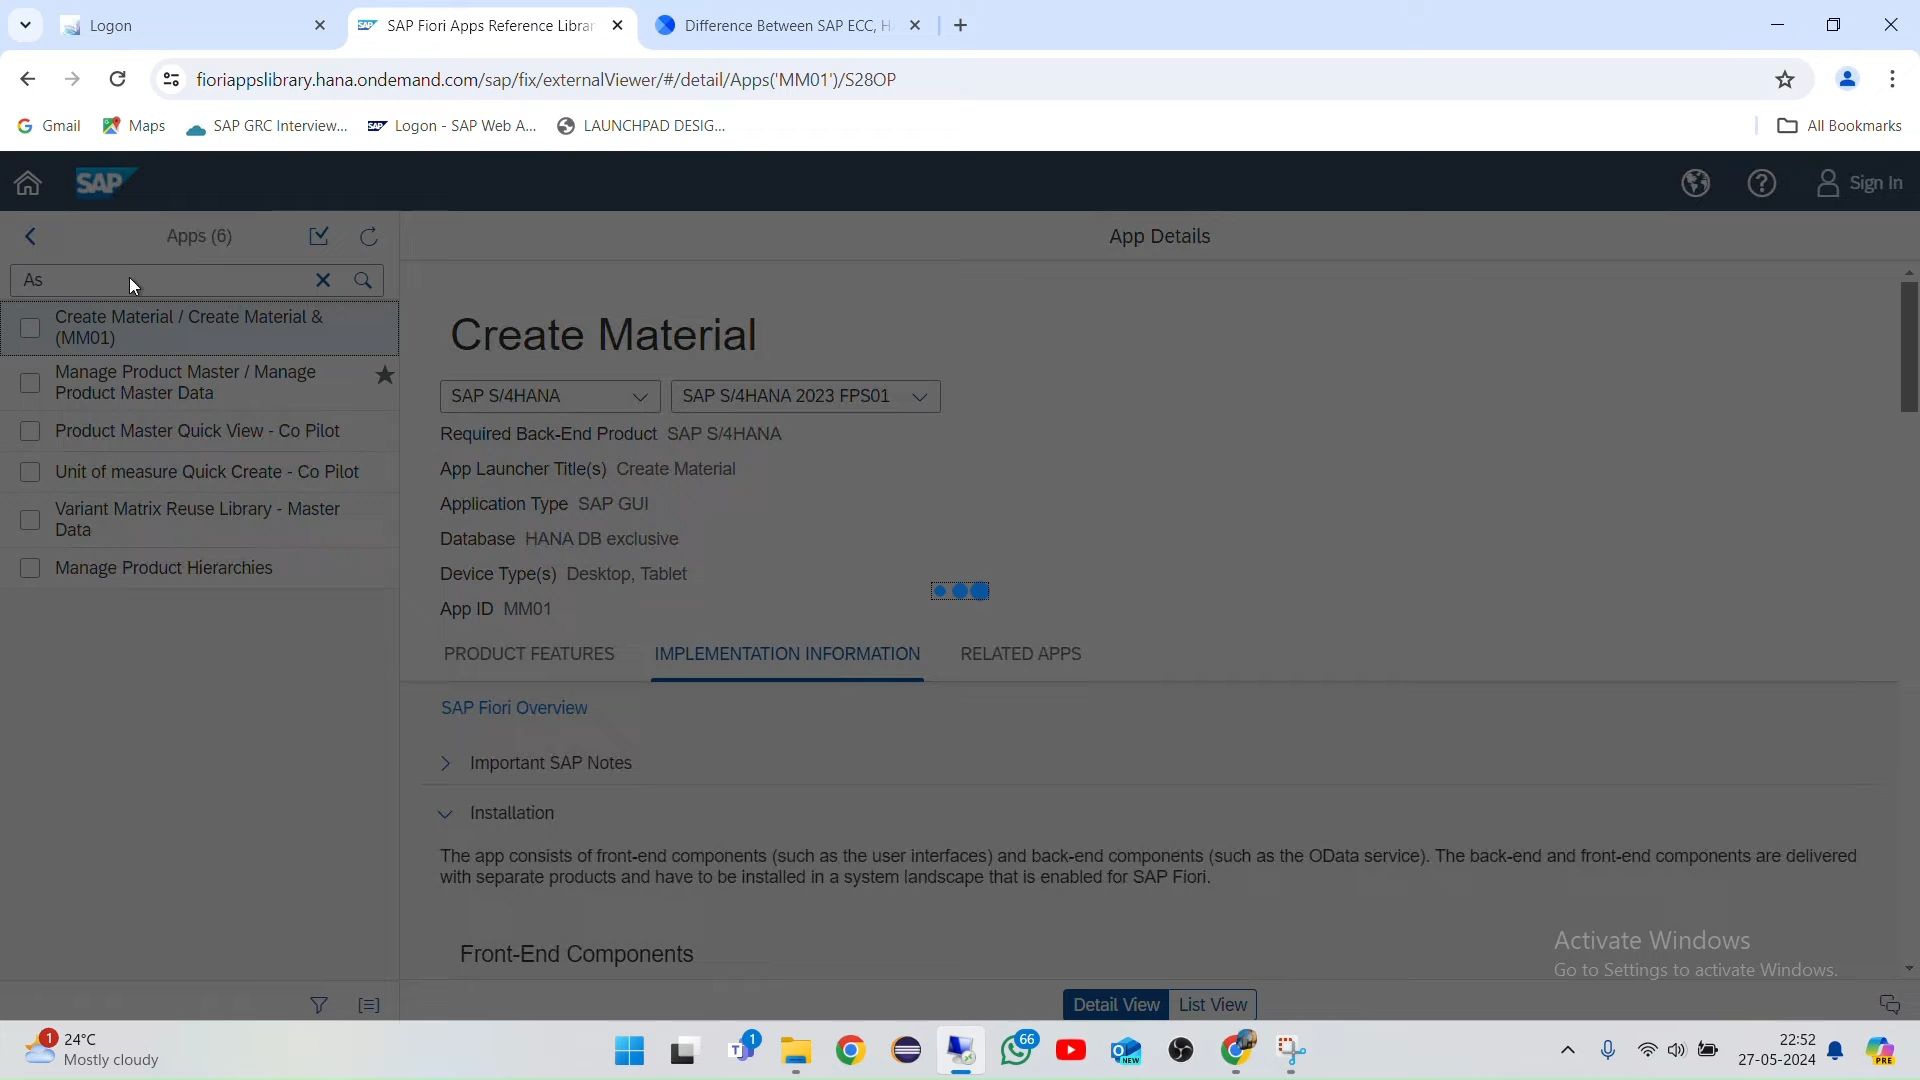 Logon
SAP Fiori Apps Reference Librar
Difference Between SAP ECC, H
fioriappslibrary.hana.ondemand.com/sap/fix/externalViewer/#/detail/Apps('MM01')/S28OP
Gmail
Maps
SAP GRC Interview...
Logon - SAP Web A...
LAUNCHPAD DESIG...
All Bookmarks
SAP
Sign In
Apps (6)
App Details
As
Create Material / Create Material &
(MM01)
Manage Product Master / Manage
Product Master Data
Product Master Quick View - Co Pilot
Unit of measure Quick Create - Co Pilot
Variant Matrix Reuse Library - Master
Data
Manage Product Hierarchies
Create Material
SAP S/4HANA
SAP S/4HANA 2023 FPS01
Required Back-End Product SAP S/4HANA
App Launcher Title(s) Create Material
Application Type SAP GUI
Database HANA DB exclusive
Device Type(s) Desktop, Tablet
App ID MM01
PRODUCT FEATURES
IMPLEMENTATION INFORMATION
RELATED APPS
SAP Fiori Overview
Important SAP Notes
Installation
The app consists of front-end components (such as the user interfaces) and back-end components (such as the OData service). The back-end and front-end components are delivered
with separate products and have to be installed in a system landscape that is enabled for SAP Fiori.
Front-End Components
Activate Windows
Go to Settings to activate Windows.
Detail View
List View
1
24°C
Mostly cloudy
1
66
NEW
22:52
27-05-2024
PRE